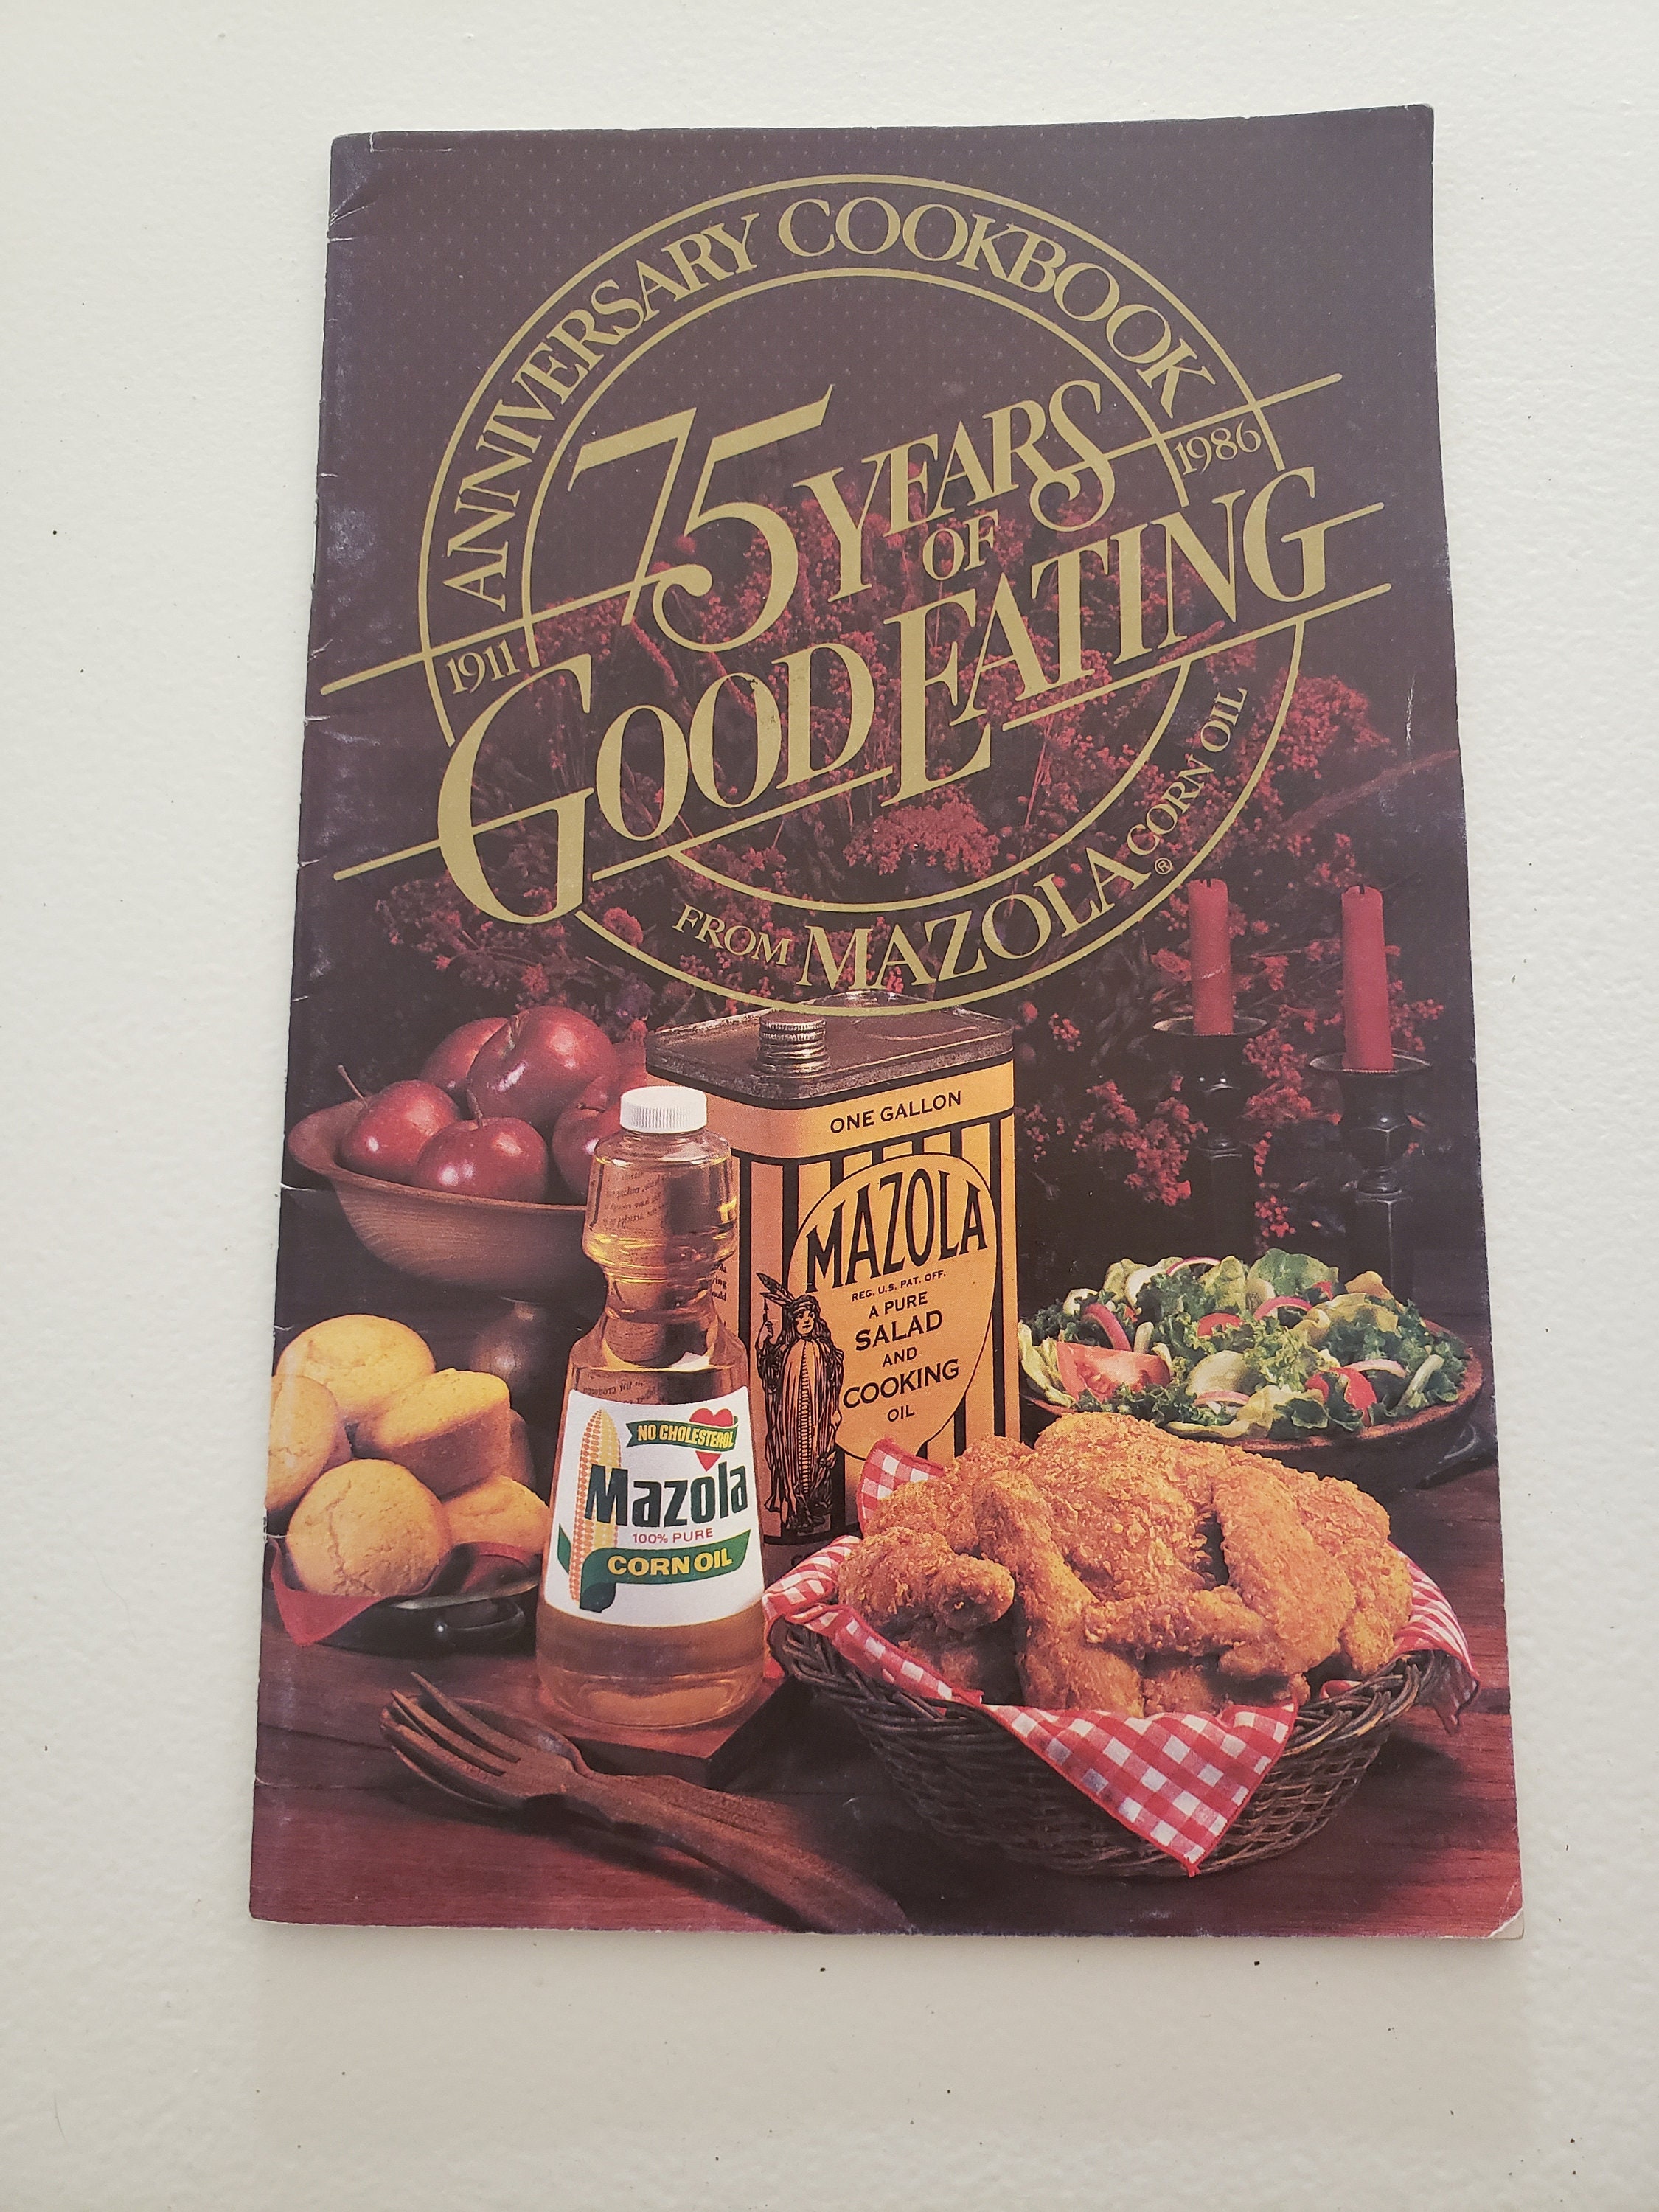 ANNIVERSARY COOKBOOK
1911
1986
75 YEARS
OF
GOOD EATING
FROM MAZOLA® CORN OIL
ONE GALLON
MAZOLA
REG. U.S. PAT. OFF.
A PURE
SALAD
AND
COOKING
OIL
NO CHOLESTEROL
Mazola
100% PURE
CORN OIL